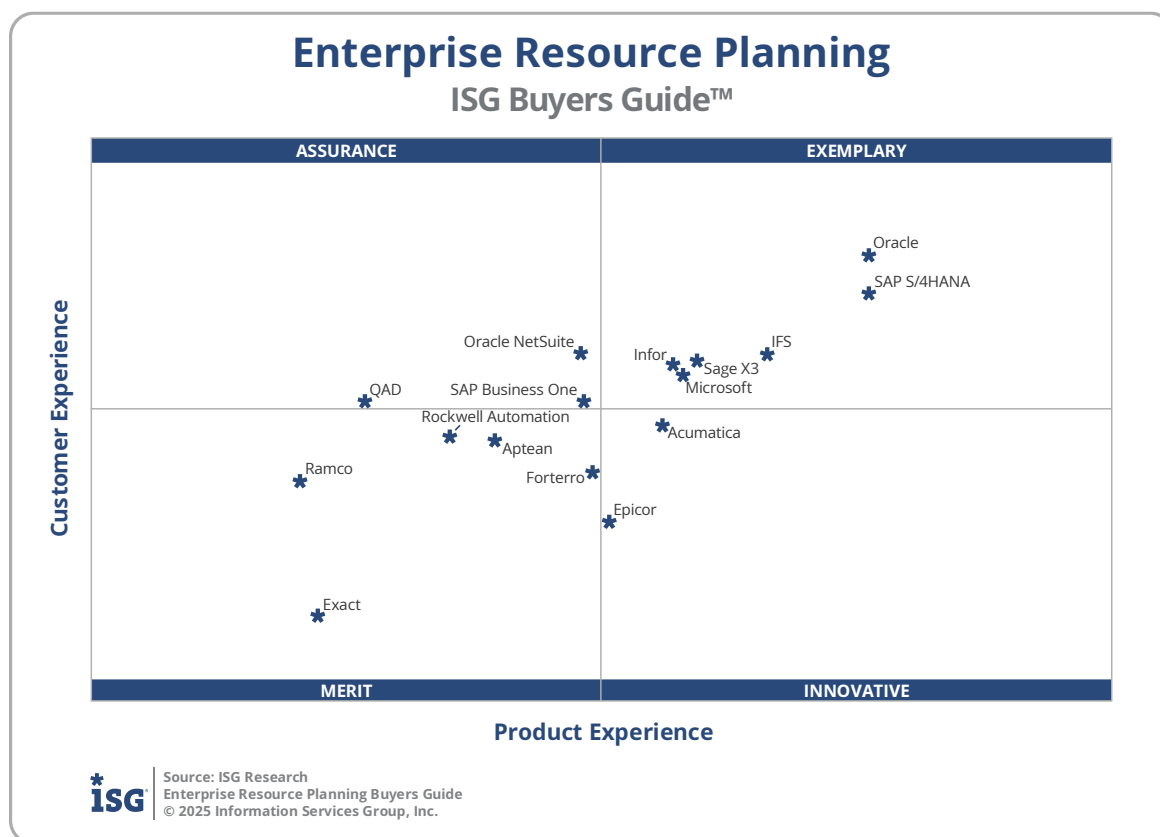 Enterprise Resource Planning
ISG Buyers Guide™
ASSURANCE
EXEMPLARY
Oracle
SAP S/4HANA
Oracle NetSuite
Infor
IFS
Sage X3
Microsoft
QAD
SAP Business One
Rockwell Automation
Acumatica
Aptean
Ramco
Forterro
Epicor
Exact
Customer Experience
MERIT
INNOVATIVE
Product Experience
ISG
Source: ISG Research
Enterprise Resource Planning Buyers Guide
© 2025 Information Services Group, Inc.